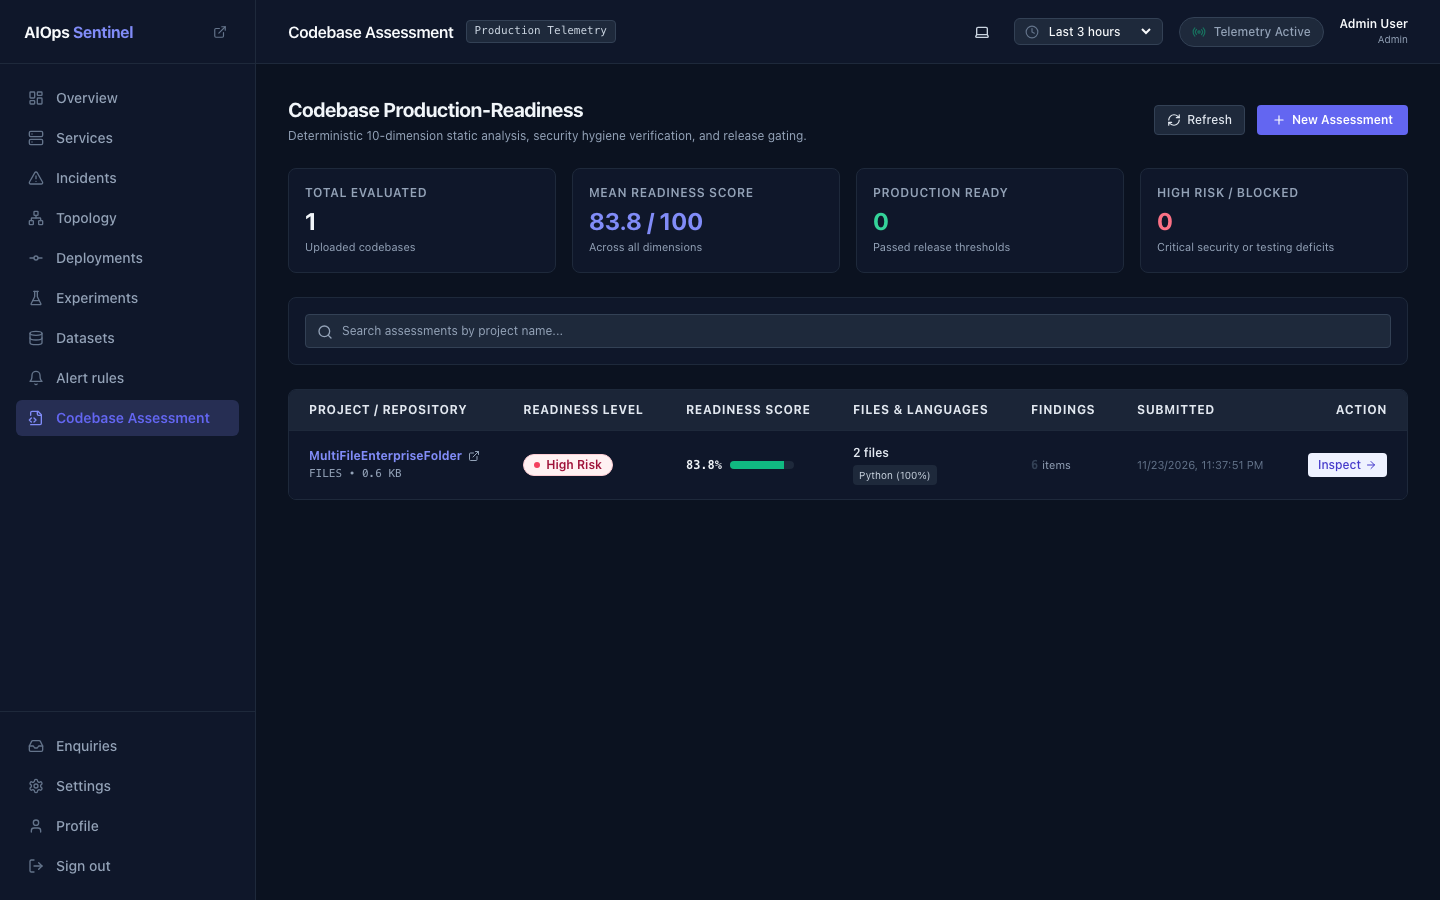 AIOps Sentinel
Overview
Services
Incidents
Topology
Deployments
Experiments
Datasets
Alert rules
Codebase Assessment
Enquiries
Settings
Profile
Sign out
Codebase Assessment
Production Telemetry
Last 3 hours
Telemetry Active
Admin User
Admin
Codebase Production-Readiness
Deterministic 10-dimension static analysis, security hygiene verification, and release gating.
Refresh
New Assessment
TOTAL EVALUATED
1
Uploaded codebases
MEAN READINESS SCORE
83.8 / 100
Across all dimensions
PRODUCTION READY
0
Passed release thresholds
HIGH RISK / BLOCKED
0
Critical security or testing deficits
Search assessments by project name...
PROJECT / REPOSITORY READINESS LEVEL READINESS SCORE FILES & LANGUAGES FINDINGS SUBMITTED ACTION
MultiFileEnterpriseFolder
FILES • 0.6 KB
High Risk
83.8%
2 files
Python (100%)
6 items
11/23/2026, 11:37:51 PM
Inspect →